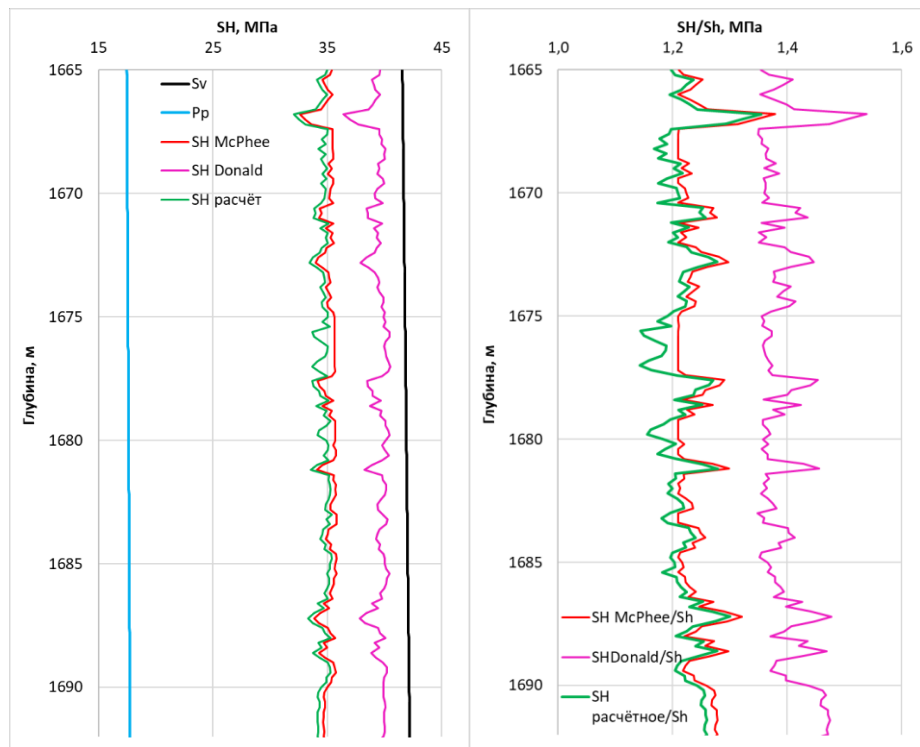 SH, МПа
15 25 35 45
1665
1670
1675
1680
1685
1690
Глубина, м
Sv
Pp
SH McPhee
SH Donald
SH расчёт
SH/Sh
1,0 1,2 1,4 1,6
1665
1670
1675
1680
1685
1690
Глубина, м
SH McPhee/Sh
SHDonald/Sh
SH
расчётное/Sh